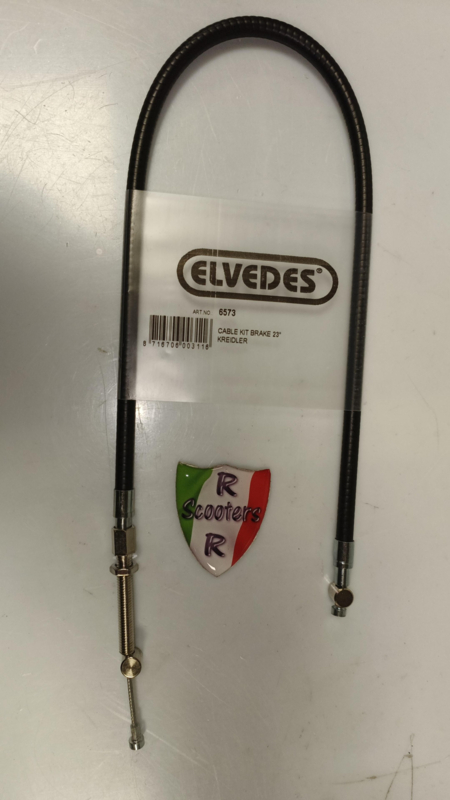 ELVEDES®
ART NO. 6573
CABLE KIT BRAKE 23"
KREIDLER
8 716706 003116
R
Scooters
R